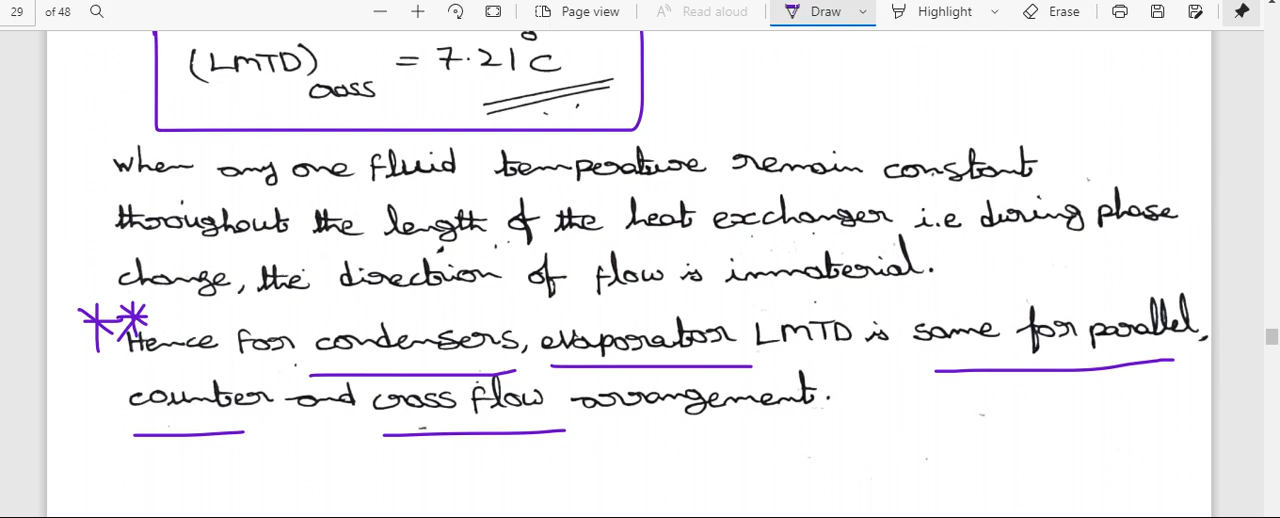 29 of 48 Page view Read aloud Draw Highlight Erase
(LMTD)cross = 7.21°C
When any one fluid temperature remain constant
throughout the length of the heat exchanger i.e during phase
change, the direction of flow is immaterial.
** Hence for condensers, evaporator LMTD is same for parallel,
counter and cross flow arrangement.